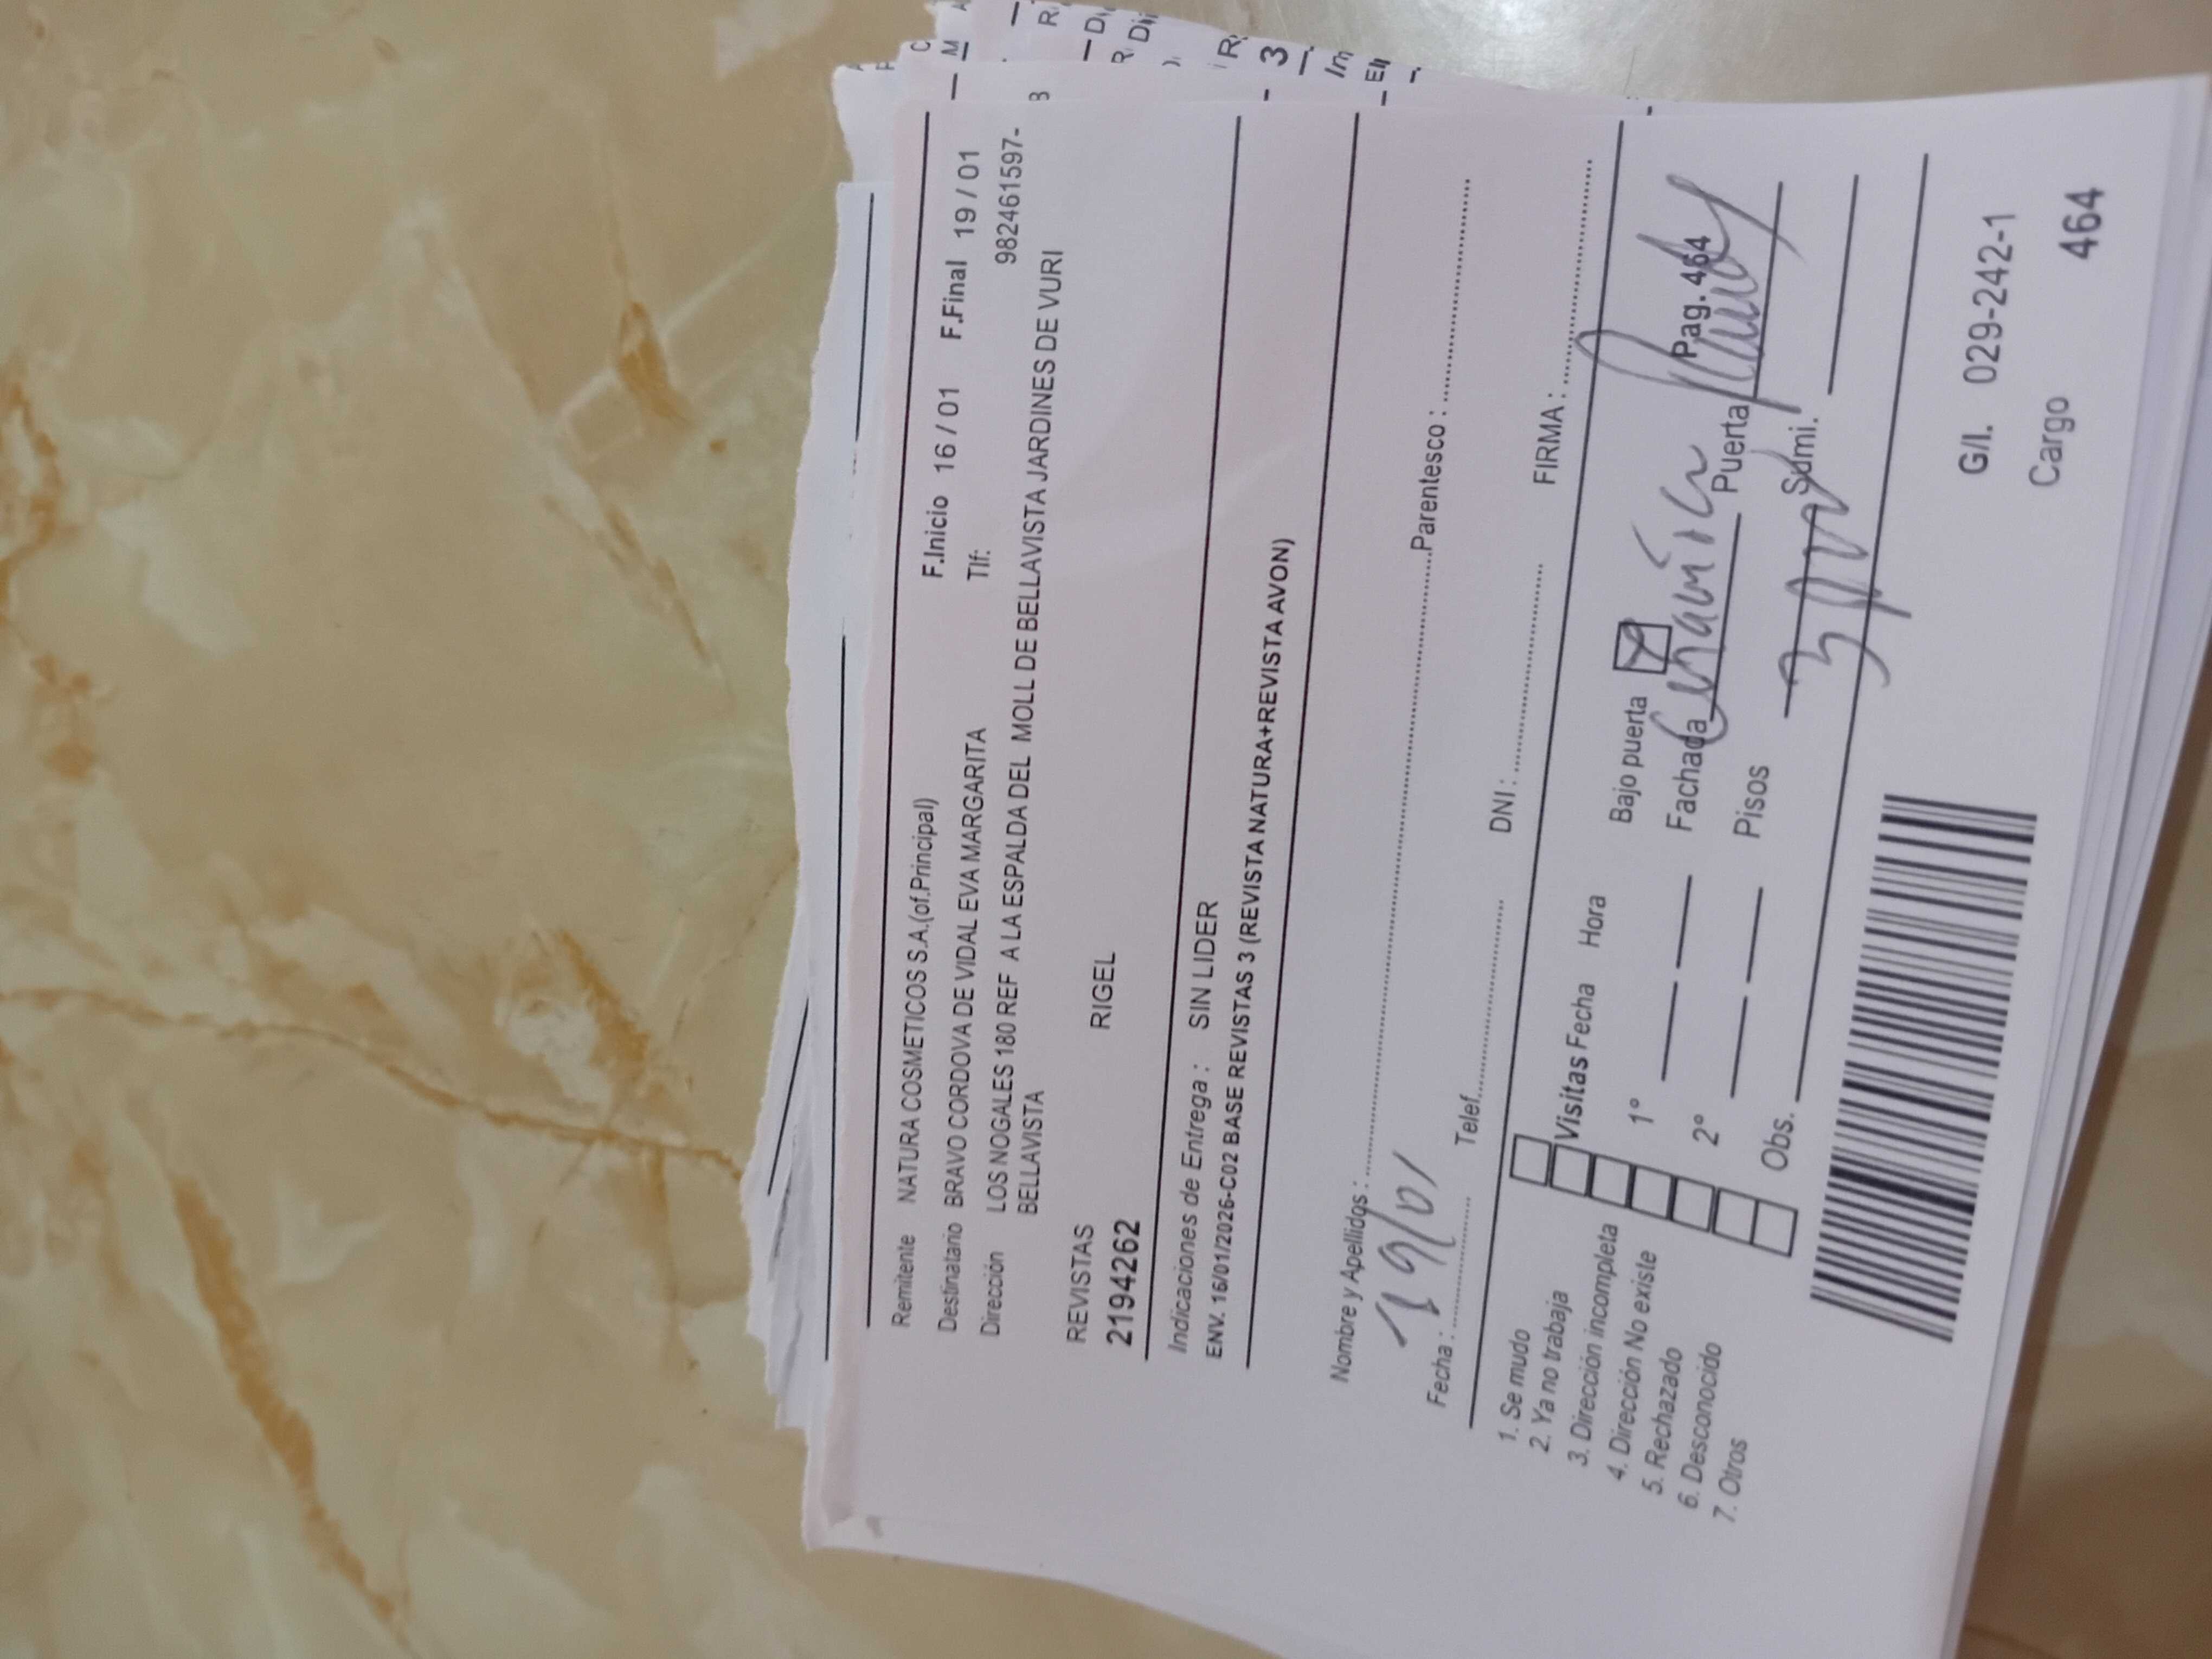 Remitente NATURA COSMETICOS S.A.(of.Principal) F.Inicio 16 / 01 F.Final 19 / 01
Destinatario BRAVO CORDOVA DE VIDAL EVA MARGARITA Tlf: 982461597-
Dirección LOS NOGALES 180 REF A LA ESPALDA DEL MOLL DE BELLAVISTA JARDINES DE VURI
BELLAVISTA
REVISTAS RIGEL
2194262
Indicaciones de Entrega : SIN LIDER
ENV. 16/01/2026-C02 BASE REVISTAS 3 (REVISTA NATURA+REVISTA AVON)
Nombre y Apellidos : Parentesco :
19/01
Fecha : Telef. DNI : FIRMA :
1. Se mudo
2. Ya no trabaja
3. Dirección incompleta
4. Dirección No existe
5. Rechazado
6. Desconocido
7. Otros
Visitas Fecha Hora
1°
2°
Obs.
Bajo puerta
Fachada Puerta
Pisos Sumi.
3
Pag. 464
G/I. 029-242-1
Cargo 464